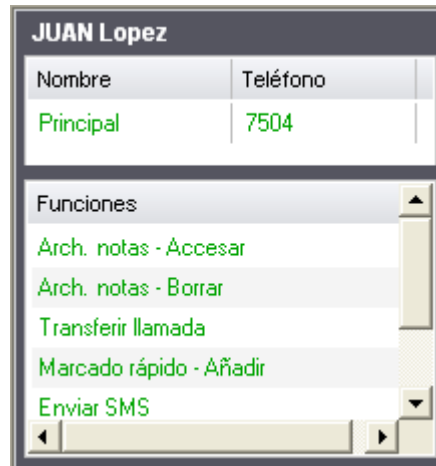 JUAN Lopez
Nombre Teléfono
Principal 7504
Funciones
Arch. notas - Accesar
Arch. notas - Borrar
Transferir llamada
Marcado rápido - Añadir
Enviar SMS